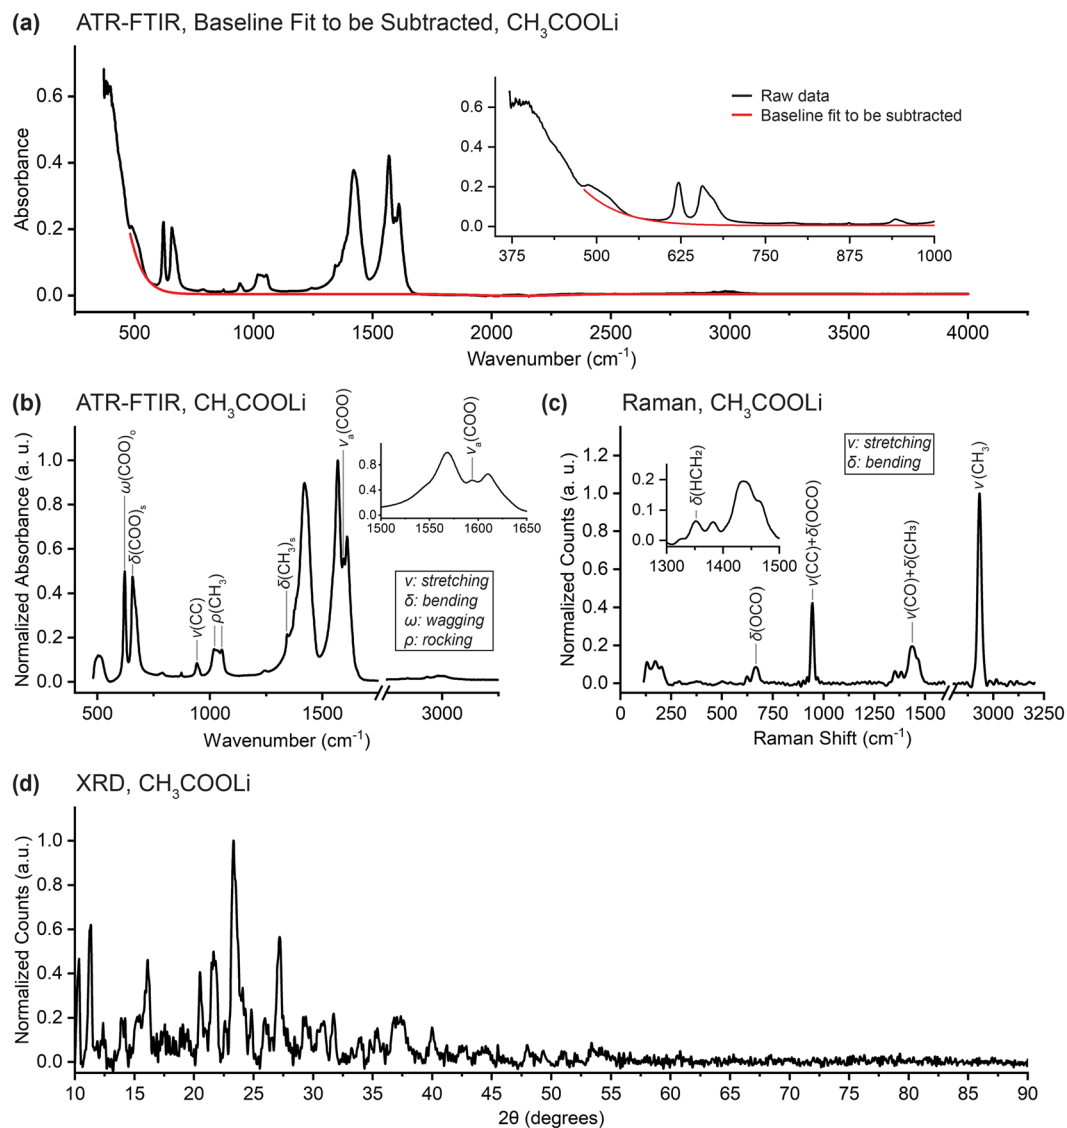 (a) ATR-FTIR, Baseline Fit to be Subtracted, CH₃COOLi
Absorbance
0.6
0.4
0.2
0.0
500 1000 1500 2000 2500 3000 3500 4000
Wavenumber (cm⁻¹)
0.6
0.4
0.2
0.0
375 500 625 750 875 1000
Raw data
Baseline fit to be subtracted
(b) ATR-FTIR, CH₃COOLi
Normalized Absorbance (a. u.)
1.0
0.8
0.6
0.4
0.2
0.0
500 1000 1500 3000
Wavenumber (cm⁻¹)
ω(COO)ₒ
δ(COO)ₛ
ν(CC)
ρ(CH₃)
δ(CH₃)ₛ
νₐ(COO)
0.8
0.4
0.0
1500 1550 1600 1650
νₐ(COO)
ν: stretching
δ: bending
ω: wagging
ρ: rocking
(c) Raman, CH₃COOLi
Normalized Counts (a. u.)
1.2
1.0
0.8
0.6
0.4
0.2
0.0
0 250 500 750 1000 1250 1500 3000 3250
Raman Shift (cm⁻¹)
0.2
0.1
0.0
1300 1400 1500
δ(HCH₂)
δ(OCO)
ν(CC)+δ(OCO)
ν(CO)+δ(CH₃)
ν(CH₃)
ν: stretching
δ: bending
(d) XRD, CH₃COOLi
Normalized Counts (a.u.)
1.0
0.8
0.6
0.4
0.2
0.0
10 15 20 25 30 35 40 45 50 55 60 65 70 75 80 85 90
2θ (degrees)